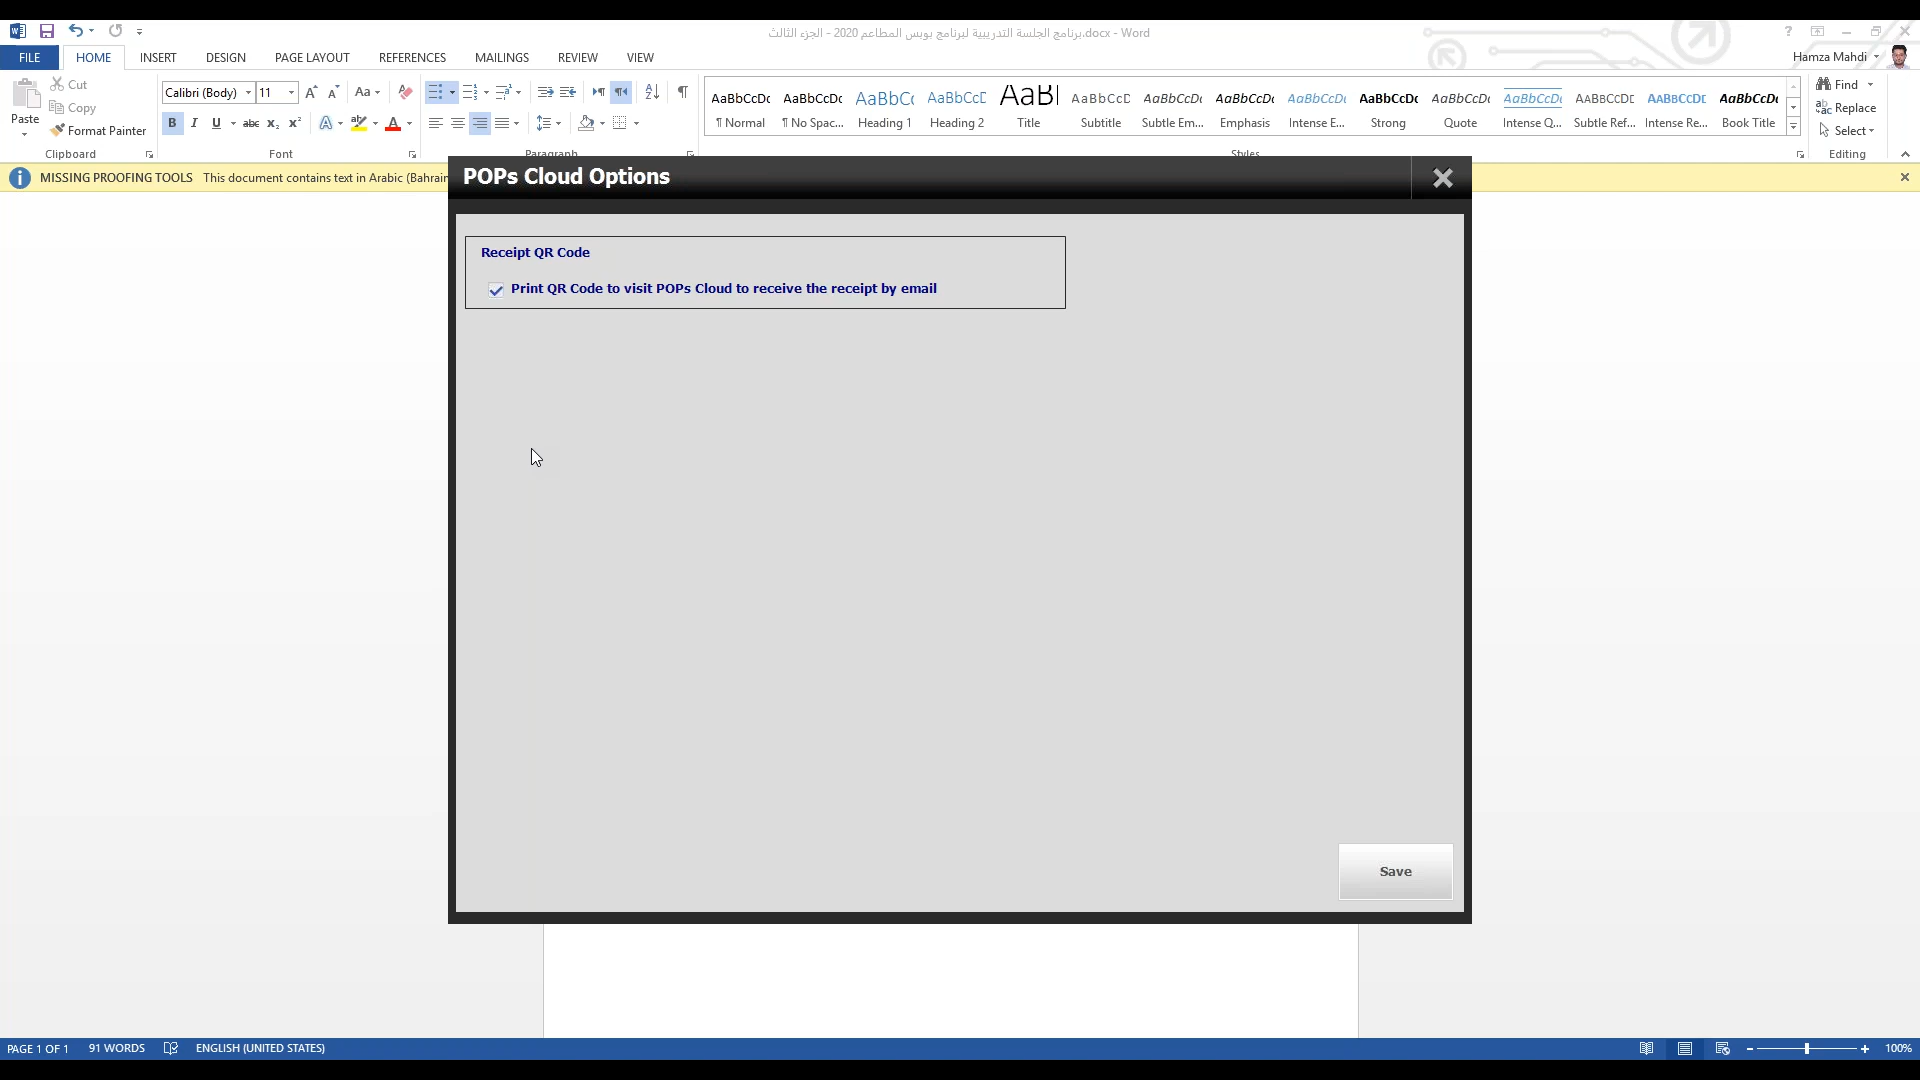 برنامج الجلسة التدريبية لبرنامج بوبس المطاعم 2020 - الجزء الثالث.docx - Word
FILE HOME INSERT DESIGN PAGE LAYOUT REFERENCES MAILINGS REVIEW VIEW
Hamza Mahdi
Paste
Cut
Copy
Format Painter
Clipboard
Calibri (Body) 11
Font
Paragraph
AaBbCcDc AaBbCcDc AaBbCc AaBbCcC AaBl AaBbCcC AaBbCcDc AaBbCcDc AaBbCcDc AaBbCcDc AaBbCcDc AaBbCcDc AaBbCcDc AaBbCcDc AaBbCcDc
¶ Normal ¶ No Spac... Heading 1 Heading 2 Title Subtitle Subtle Em... Emphasis Intense E... Strong Quote Intense Q... Subtle Ref... Intense Re... Book Title
Styles
Find
Replace
Select
Editing
MISSING PROOFING TOOLS This document contains text in Arabic (Bahrain
POPs Cloud Options
Receipt QR Code
Print QR Code to visit POPs Cloud to receive the receipt by email
Save
PAGE 1 OF 1 91 WORDS ENGLISH (UNITED STATES) 100%